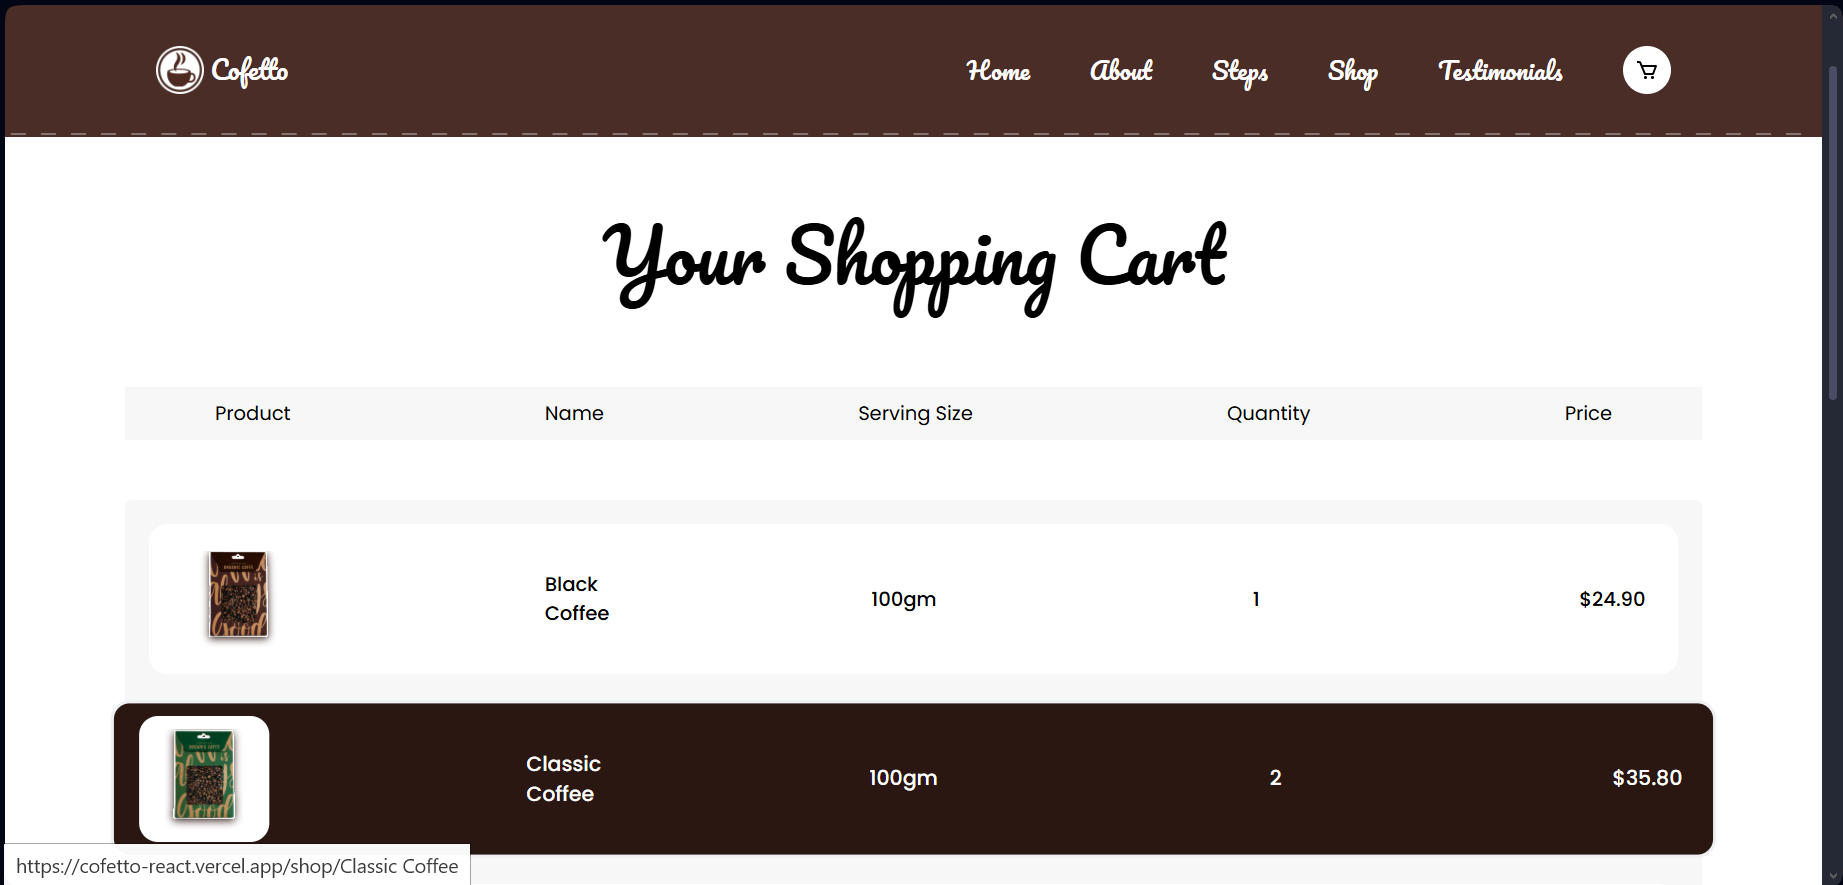 Cofetto
Home About Steps Shop Testimonials
Your Shopping Cart
Product Name Serving Size Quantity Price
Black
Coffee
100gm
1
$24.90
Classic
Coffee
100gm
2
$35.80
https://cofetto-react.vercel.app/shop/Classic Coffee